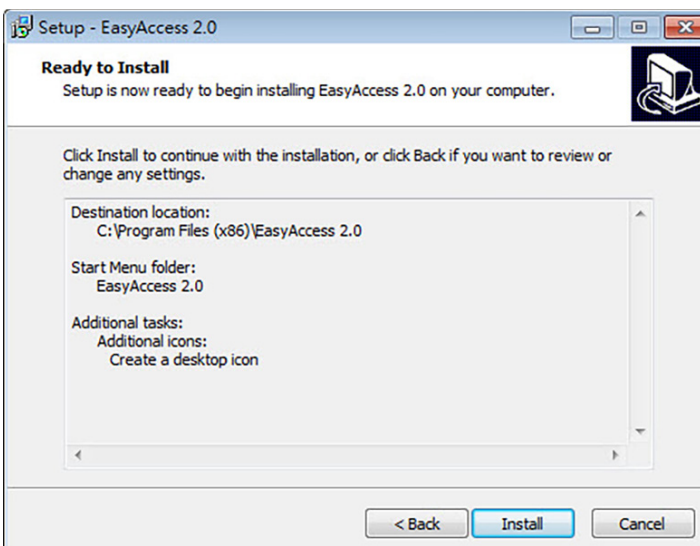 Setup - EasyAccess 2.0
Ready to Install
Setup is now ready to begin installing EasyAccess 2.0 on your computer.
Click Install to continue with the installation, or click Back if you want to review or
change any settings.
Destination location:
C:\Program Files (x86)\EasyAccess 2.0
Start Menu folder:
EasyAccess 2.0
Additional tasks:
Additional icons:
Create a desktop icon
< Back
Install
Cancel